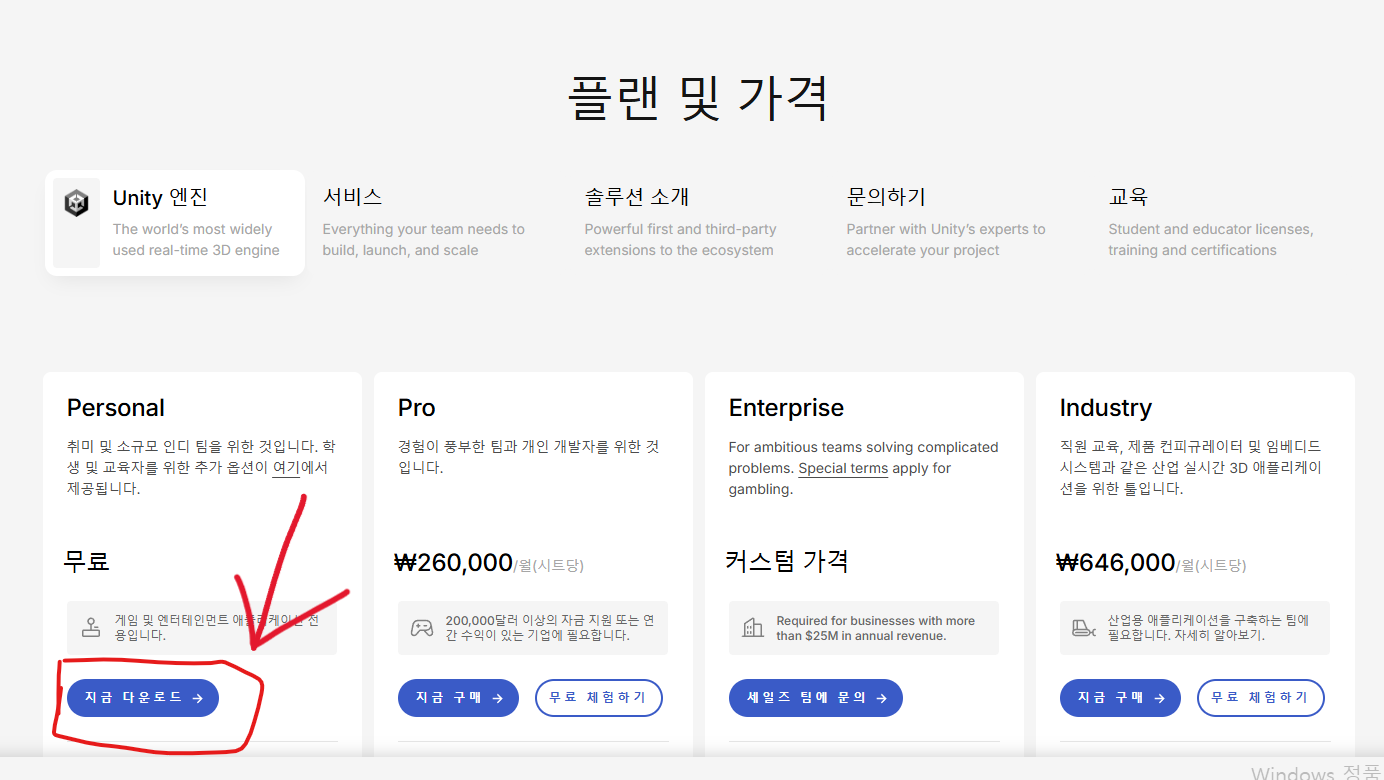 플랜 및 가격
Unity 엔진
The world's most widely
used real-time 3D engine
서비스
Everything your team needs to
build, launch, and scale
솔루션 소개
Powerful first and third-party
extensions to the ecosystem
문의하기
Partner with Unity's experts to
accelerate your project
교육
Student and educator licenses,
training and certifications
Personal
취미 및 소규모 인디 팀을 위한 것입니다. 학
생 및 교육자를 위한 추가 옵션이 여기에서
제공됩니다.
무료
게임 및 엔터테인먼트 애플리케이션 전
용입니다.
지금 다운로드 →
Pro
경험이 풍부한 팀과 개인 개발자를 위한 것
입니다.
₩260,000/월(시트당)
200,000달러 이상의 자금 지원 또는 연
간 수익이 있는 기업에 필요합니다.
지금 구매 →
무료 체험하기
Enterprise
For ambitious teams solving complicated
problems. Special terms apply for
gambling.
커스텀 가격
Required for businesses with more
than $25M in annual revenue.
세일즈 팀에 문의 →
Industry
직원 교육, 제품 컨피규레이터 및 임베디드
시스템과 같은 산업 실시간 3D 애플리케이
션을 위한 툴입니다.
₩646,000/월(시트당)
산업용 애플리케이션을 구축하는 팀에
필요합니다. 자세히 알아보기.
지금 구매 →
무료 체험하기
Windows 정품